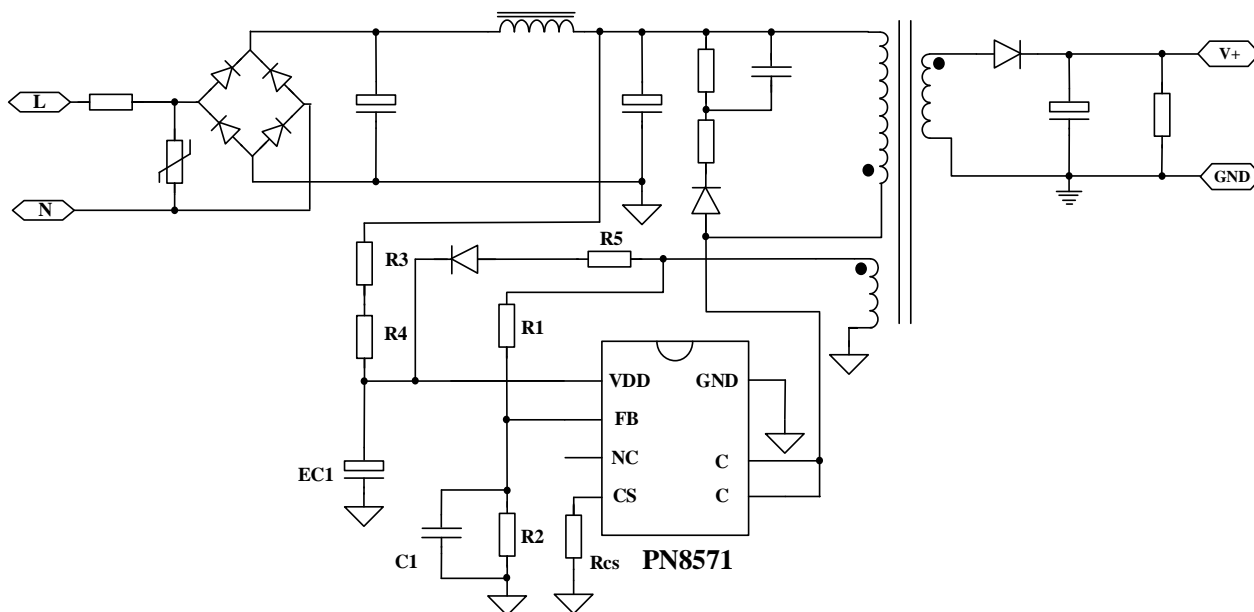 V+
L
GND
N
R5
R3
R4
R1
VDD
GND
FB
NC
C
EC1
CS
C
R2
C1
Rcs
PN8571